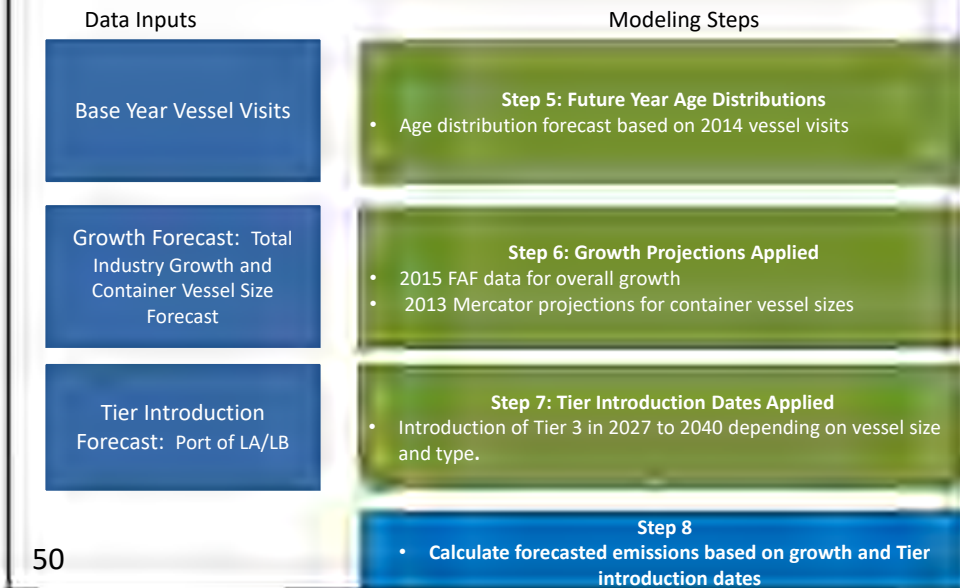 Data Inputs
Modeling Steps
Base Year Vessel Visits
Step 5: Future Year Age Distributions
• Age distribution forecast based on 2014 vessel visits
Growth Forecast: Total
Industry Growth and
Container Vessel Size
Forecast
Step 6: Growth Projections Applied
• 2015 FAF data for overall growth
• 2013 Mercator projections for container vessel sizes
Tier Introduction
Forecast: Port of LA/LB
Step 7: Tier Introduction Dates Applied
• Introduction of Tier 3 in 2027 to 2040 depending on vessel size
and type.
Step 8
• Calculate forecasted emissions based on growth and Tier
introduction dates
50